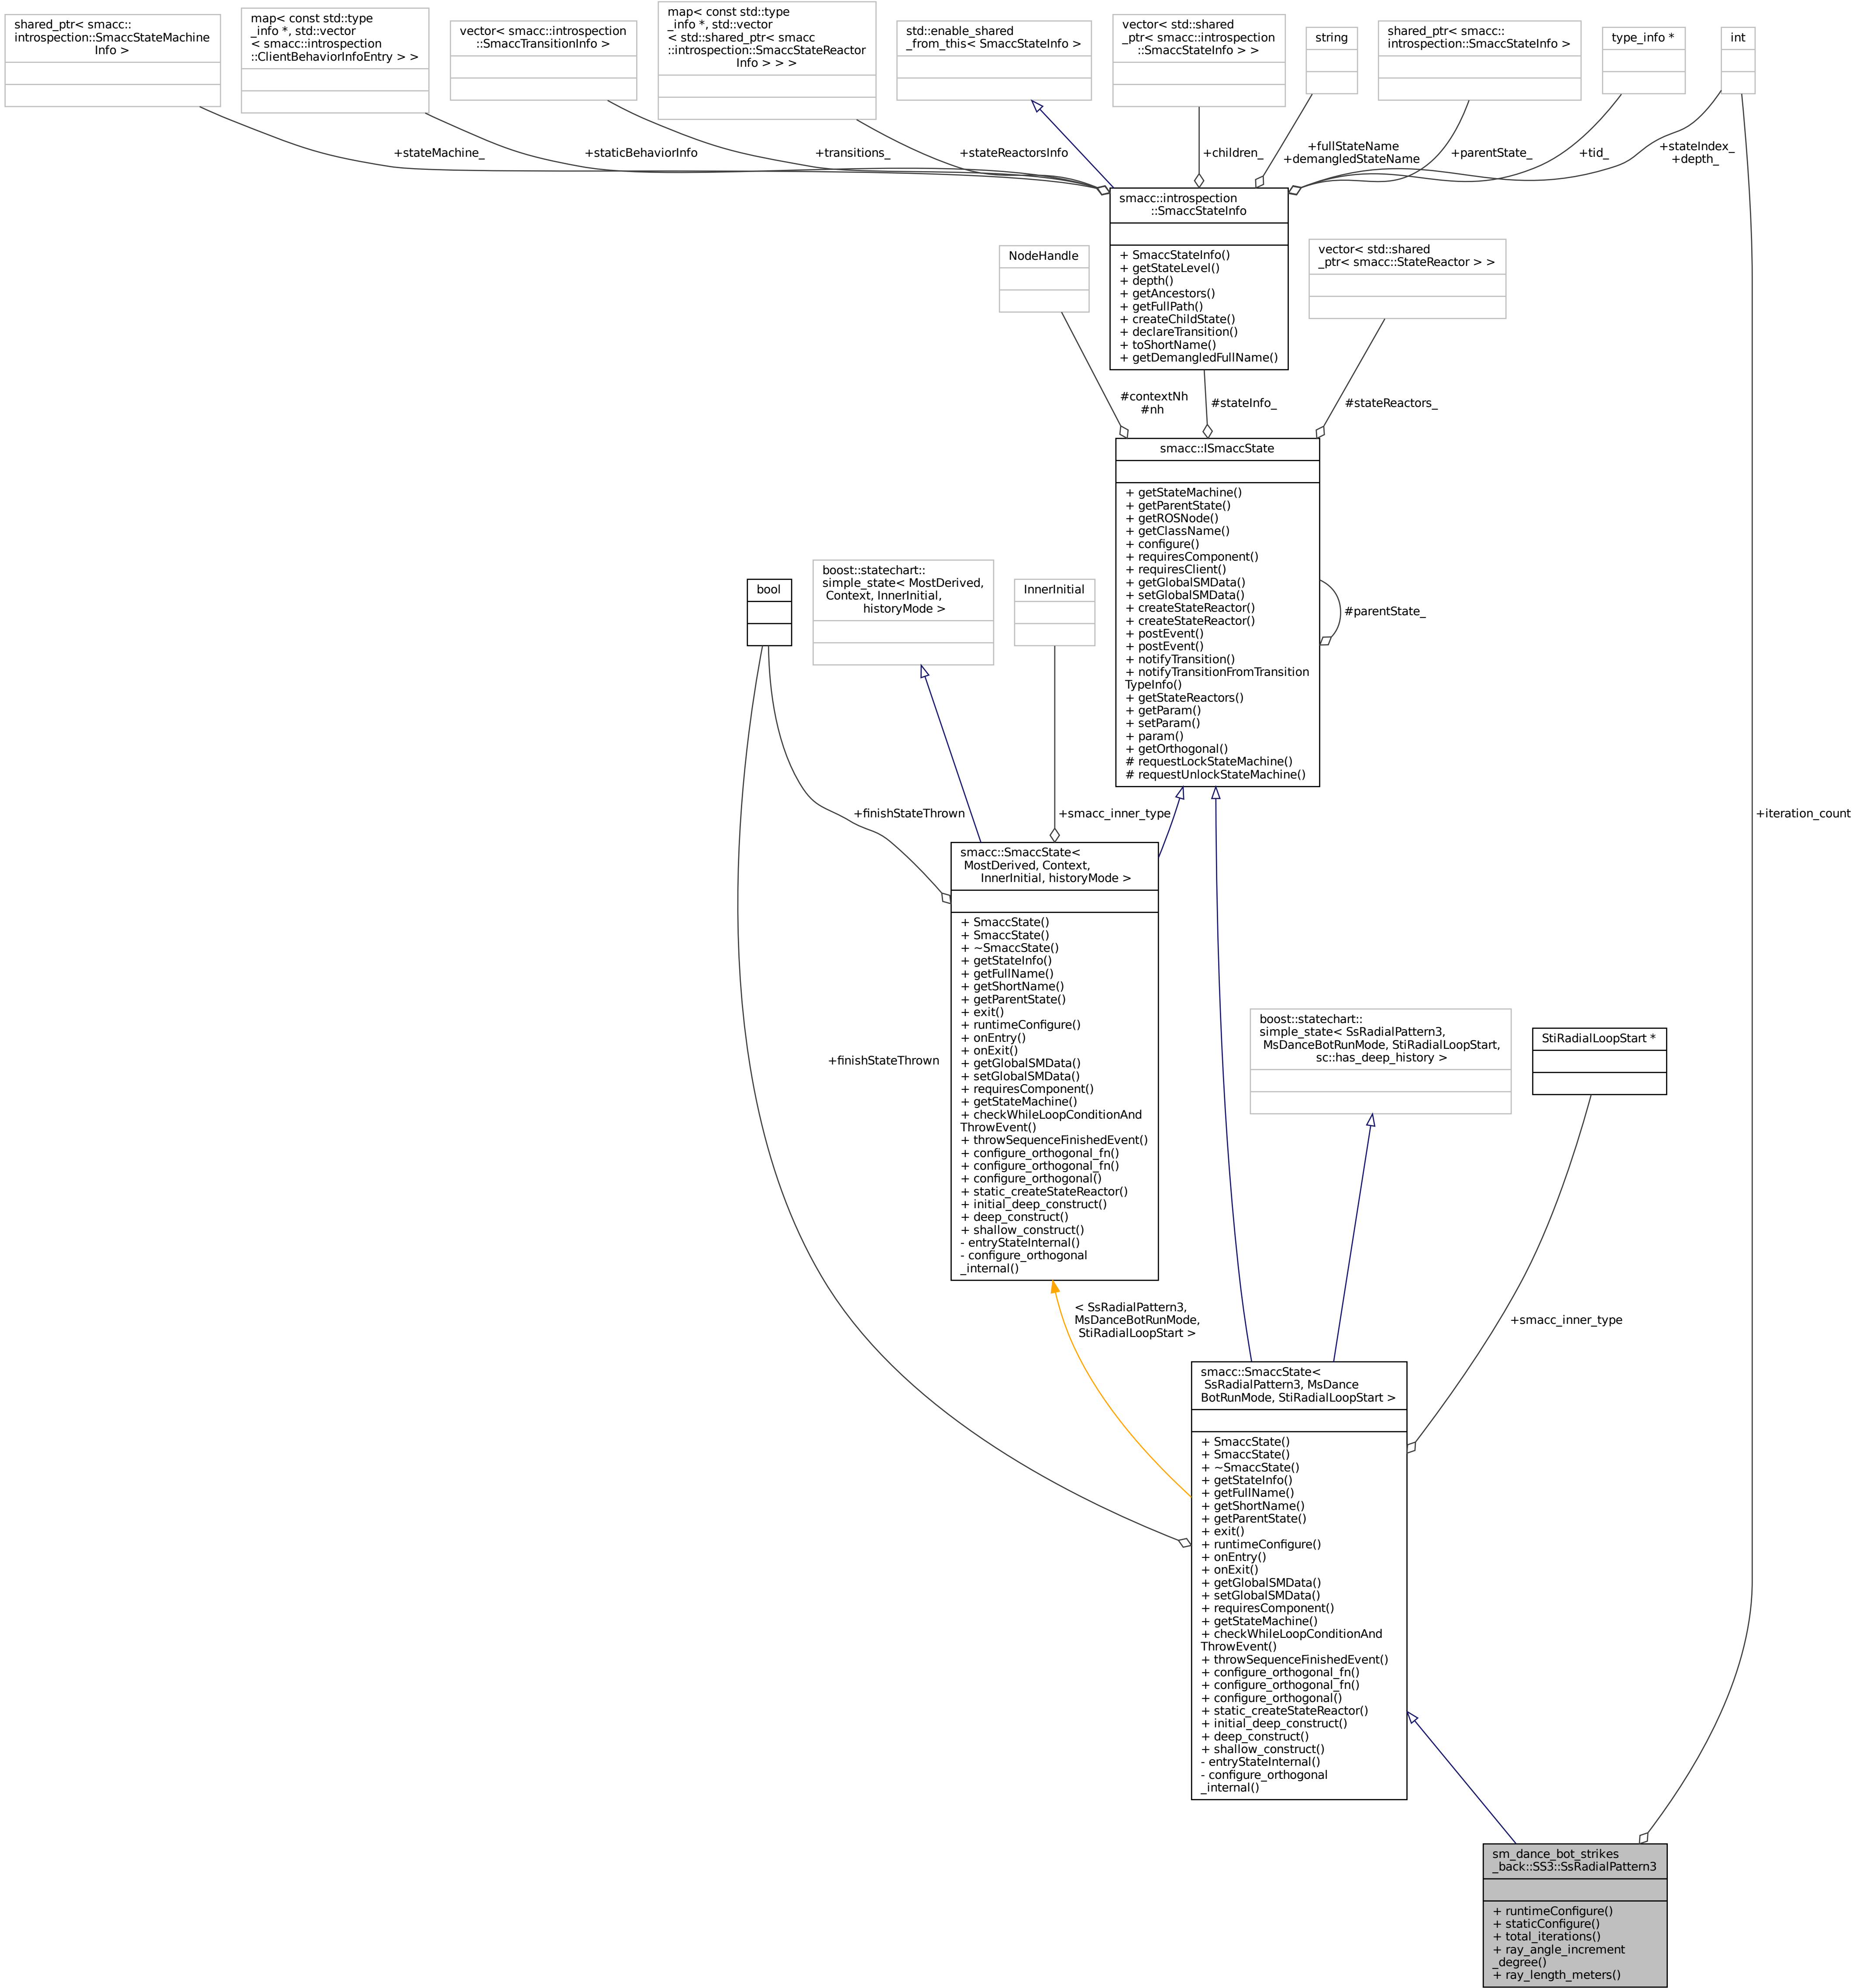 shared_ptr< smacc::
introspection::SmaccStateMachine
Info >
map< const std::type
_info *, std::vector
< smacc::introspection
::ClientBehaviorInfoEntry > >
vector< smacc::introspection
::SmaccTransitionInfo >
map< const std::type
_info *, std::vector
< std::shared_ptr< smacc
::introspection::SmaccStateReactor
Info > > >
std::enable_shared
_from_this< SmaccStateInfo >
vector< std::shared
_ptr< smacc::introspection
::SmaccStateInfo > >
string
shared_ptr< smacc::
introspection::SmaccStateInfo >
type_info *
int
+stateMachine_
+staticBehaviorInfo
+transitions_
+stateReactorsInfo
+children_
+fullStateName
+demangledStateName
+parentState_
+tid_
+stateIndex_
+depth_
smacc::introspection
::SmaccStateInfo
+ SmaccStateInfo()
+ getStateLevel()
+ depth()
+ getAncestors()
+ getFullPath()
+ createChildState()
+ declareTransition()
+ toShortName()
+ getDemangledFullName()
NodeHandle
vector< std::shared
_ptr< smacc::StateReactor > >
#contextNh
#nh
#stateInfo_
#stateReactors_
smacc::ISmaccState
+ getStateMachine()
+ getParentState()
+ getROSNode()
+ getClassName()
+ configure()
+ requiresComponent()
+ requiresClient()
+ getGlobalSMData()
+ setGlobalSMData()
+ createStateReactor()
+ createStateReactor()
+ postEvent()
+ postEvent()
+ notifyTransition()
+ notifyTransitionFromTransition
TypeInfo()
+ getStateReactors()
+ getParam()
+ setParam()
+ param()
+ getOrthogonal()
# requestLockStateMachine()
# requestUnlockStateMachine()
#parentState_
bool
boost::statechart::
simple_state< MostDerived,
Context, InnerInitial,
historyMode >
InnerInitial
+finishStateThrown
+smacc_inner_type
+iteration_count
smacc::SmaccState<
MostDerived, Context,
InnerInitial, historyMode >
+ SmaccState()
+ SmaccState()
+ ~SmaccState()
+ getStateInfo()
+ getFullName()
+ getShortName()
+ getParentState()
+ exit()
+ runtimeConfigure()
+ onEntry()
+ onExit()
+ getGlobalSMData()
+ setGlobalSMData()
+ requiresComponent()
+ getStateMachine()
+ checkWhileLoopConditionAnd
ThrowEvent()
+ throwSequenceFinishedEvent()
+ configure_orthogonal_fn()
+ configure_orthogonal_fn()
+ configure_orthogonal()
+ static_createStateReactor()
+ initial_deep_construct()
+ deep_construct()
+ shallow_construct()
- entryStateInternal()
- configure_orthogonal
_internal()
+finishStateThrown
boost::statechart::
simple_state< SsRadialPattern3,
MsDanceBotRunMode, StiRadialLoopStart,
sc::has_deep_history >
StiRadialLoopStart *
< SsRadialPattern3,
MsDanceBotRunMode,
StiRadialLoopStart >
+smacc_inner_type
smacc::SmaccState<
SsRadialPattern3, MsDance
BotRunMode, StiRadialLoopStart >
+ SmaccState()
+ SmaccState()
+ ~SmaccState()
+ getStateInfo()
+ getFullName()
+ getShortName()
+ getParentState()
+ exit()
+ runtimeConfigure()
+ onEntry()
+ onExit()
+ getGlobalSMData()
+ setGlobalSMData()
+ requiresComponent()
+ getStateMachine()
+ checkWhileLoopConditionAnd
ThrowEvent()
+ throwSequenceFinishedEvent()
+ configure_orthogonal_fn()
+ configure_orthogonal_fn()
+ configure_orthogonal()
+ static_createStateReactor()
+ initial_deep_construct()
+ deep_construct()
+ shallow_construct()
- entryStateInternal()
- configure_orthogonal
_internal()
sm_dance_bot_strikes
_back::SS3::SsRadialPattern3
+ runtimeConfigure()
+ staticConfigure()
+ total_iterations()
+ ray_angle_increment
_degree()
+ ray_length_meters()